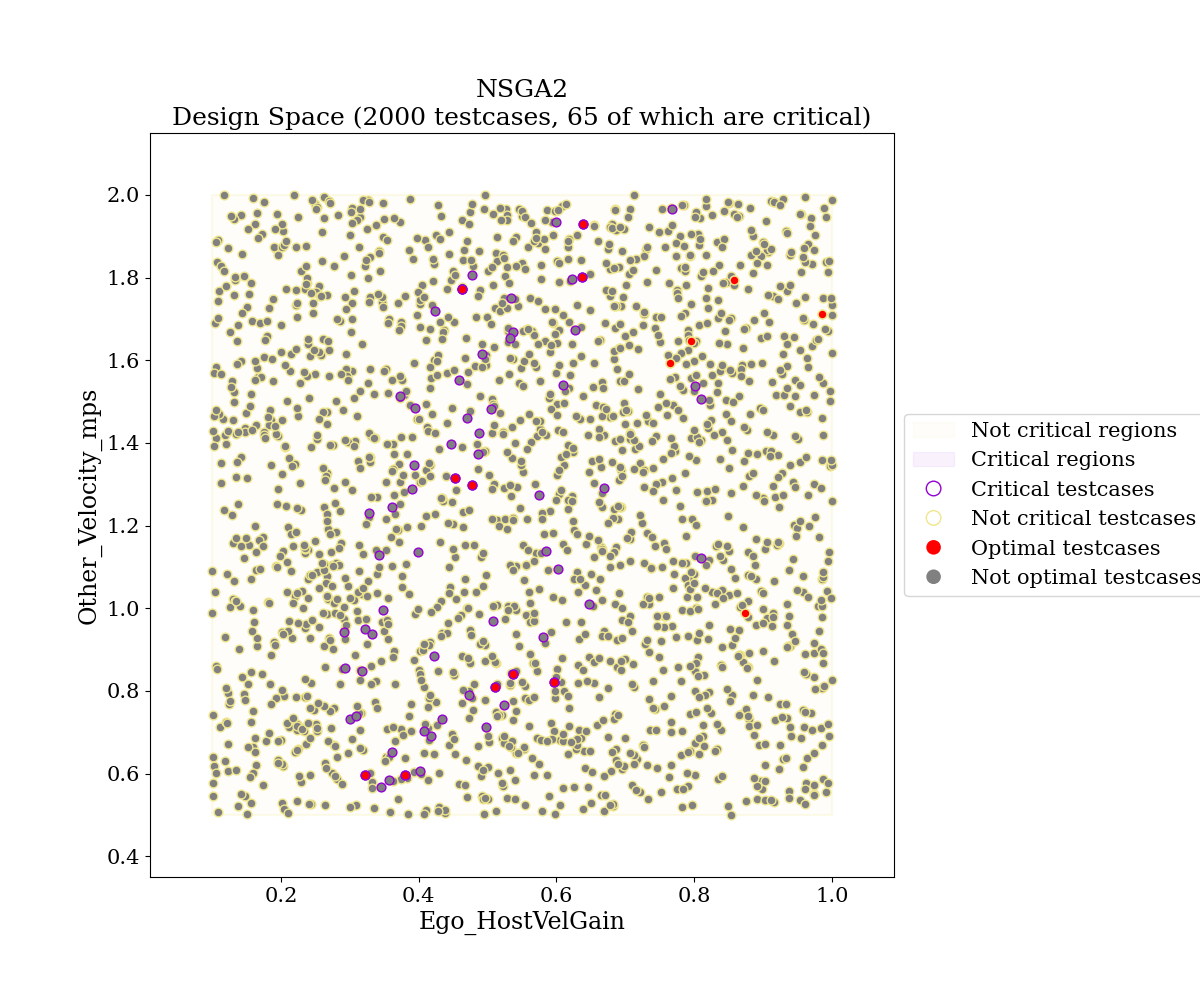 NSGA2
Design Space (2000 testcases, 65 of which are critical)
2.0
1.8
1.6
1.4
1.2
1.0
0.8
0.6
0.4
Other_Velocity_mps
0.2
0.4
0.6
0.8
1.0
Ego_HostVelGain
Not critical regions
Critical regions
Critical testcases
Not critical testcases
Optimal testcases
Not optimal testcases